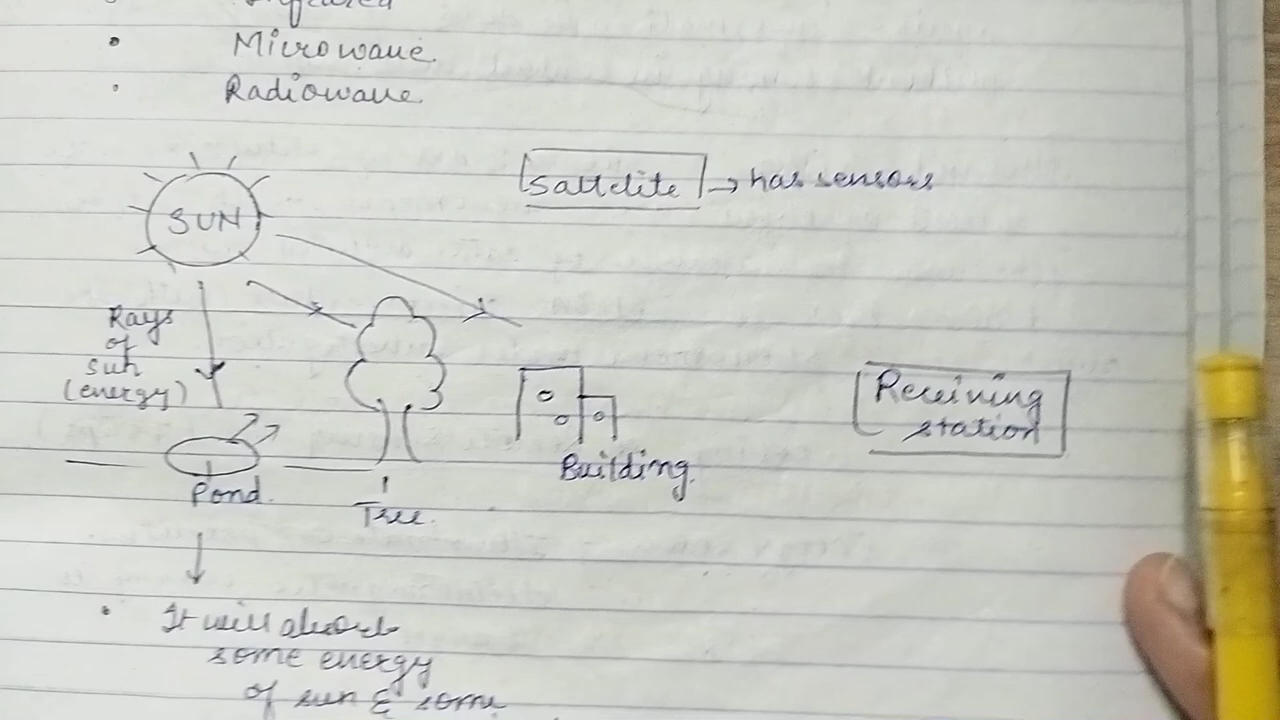 Infrared
• Microwave
• Radiowave
SUN
Sattelite → has sensors
Rays
of
sun
(energy)
Receiving
station
Building.
Pond.
Tree.
• It will absorb
some energy
of sun & some